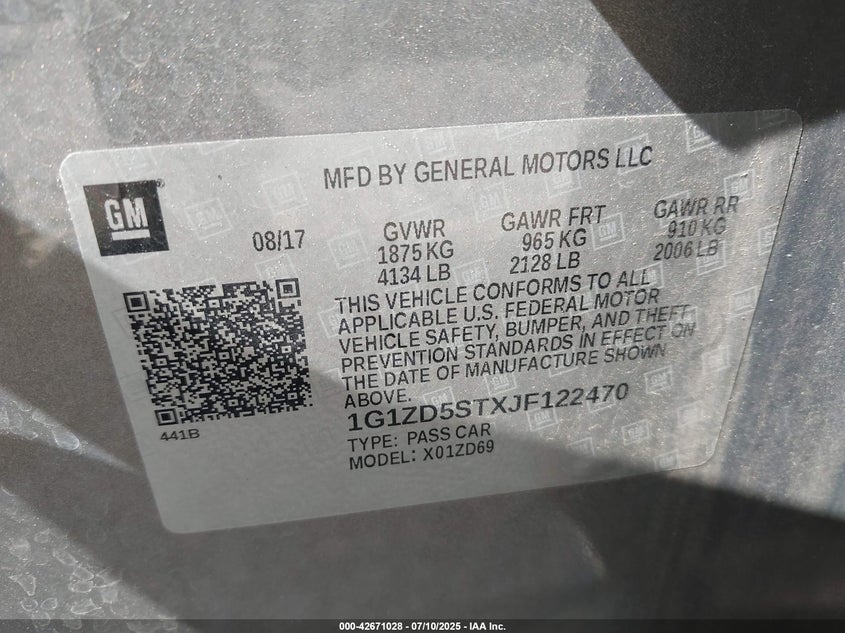 MFD BY GENERAL MOTORS LLC
GM
08/17
GVWR
1875 KG
4134 LB
GAWR FRT
965 KG
2128 LB
GAWR RR
910 KG
2006 LB
THIS VEHICLE CONFORMS TO ALL
APPLICABLE U.S. FEDERAL MOTOR
VEHICLE SAFETY, BUMPER, AND THEFT
PREVENTION STANDARDS IN EFFECT ON
THE DATE OF MANUFACTURE SHOWN
ABOVE.
1G1ZD5STXJF122470
TYPE: PASS CAR
MODEL: X01ZD69
441B
000-42671028 - 07/10/2025 - IAA Inc.